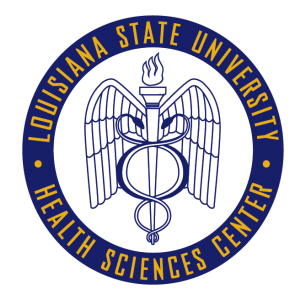 LOUISIANA STATE UNIVERSITY
HEALTH SCIENCES CENTER